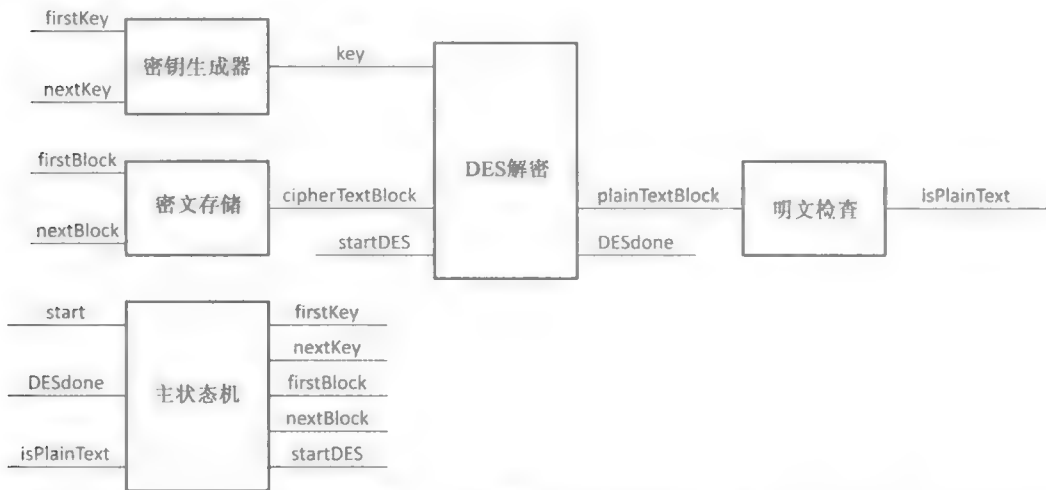 firstKey
密钥生成器
key
nextKey
firstBlock
密文存储
cipherTextBlock
nextBlock
startDES
DES解密
plainTextBlock
DESdone
明文检查
isPlainText
start
DESdone
isPlainText
主状态机
firstKey
nextKey
firstBlock
nextBlock
startDES